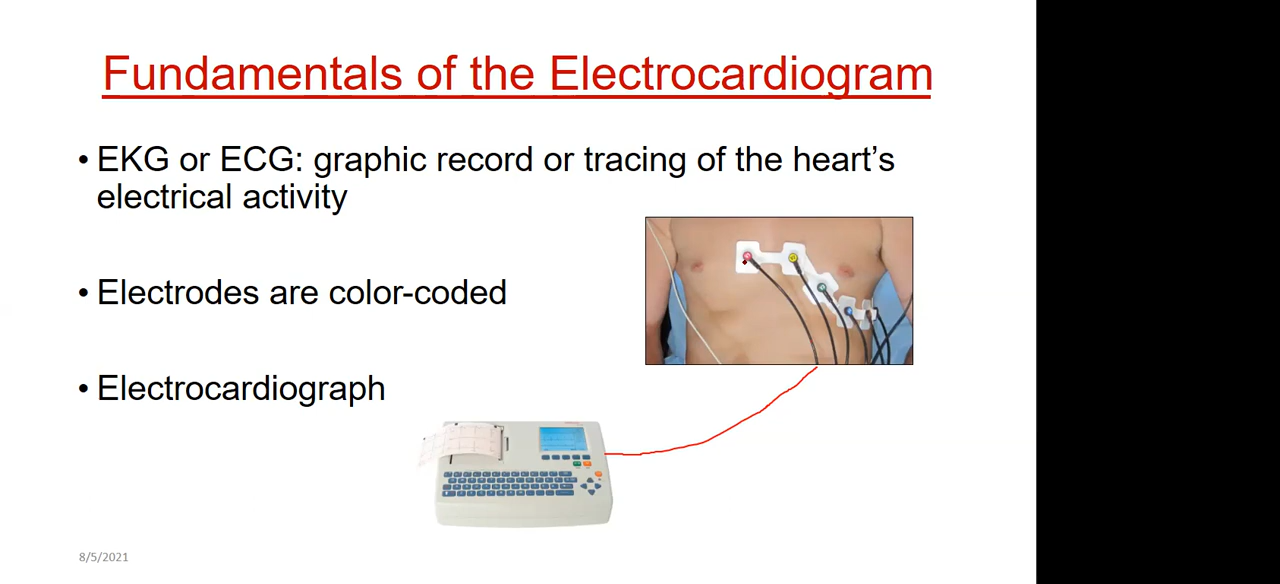 Fundamentals of the Electrocardiogram
• EKG or ECG: graphic record or tracing of the heart’s
electrical activity
• Electrodes are color-coded
• Electrocardiograph
8/5/2021